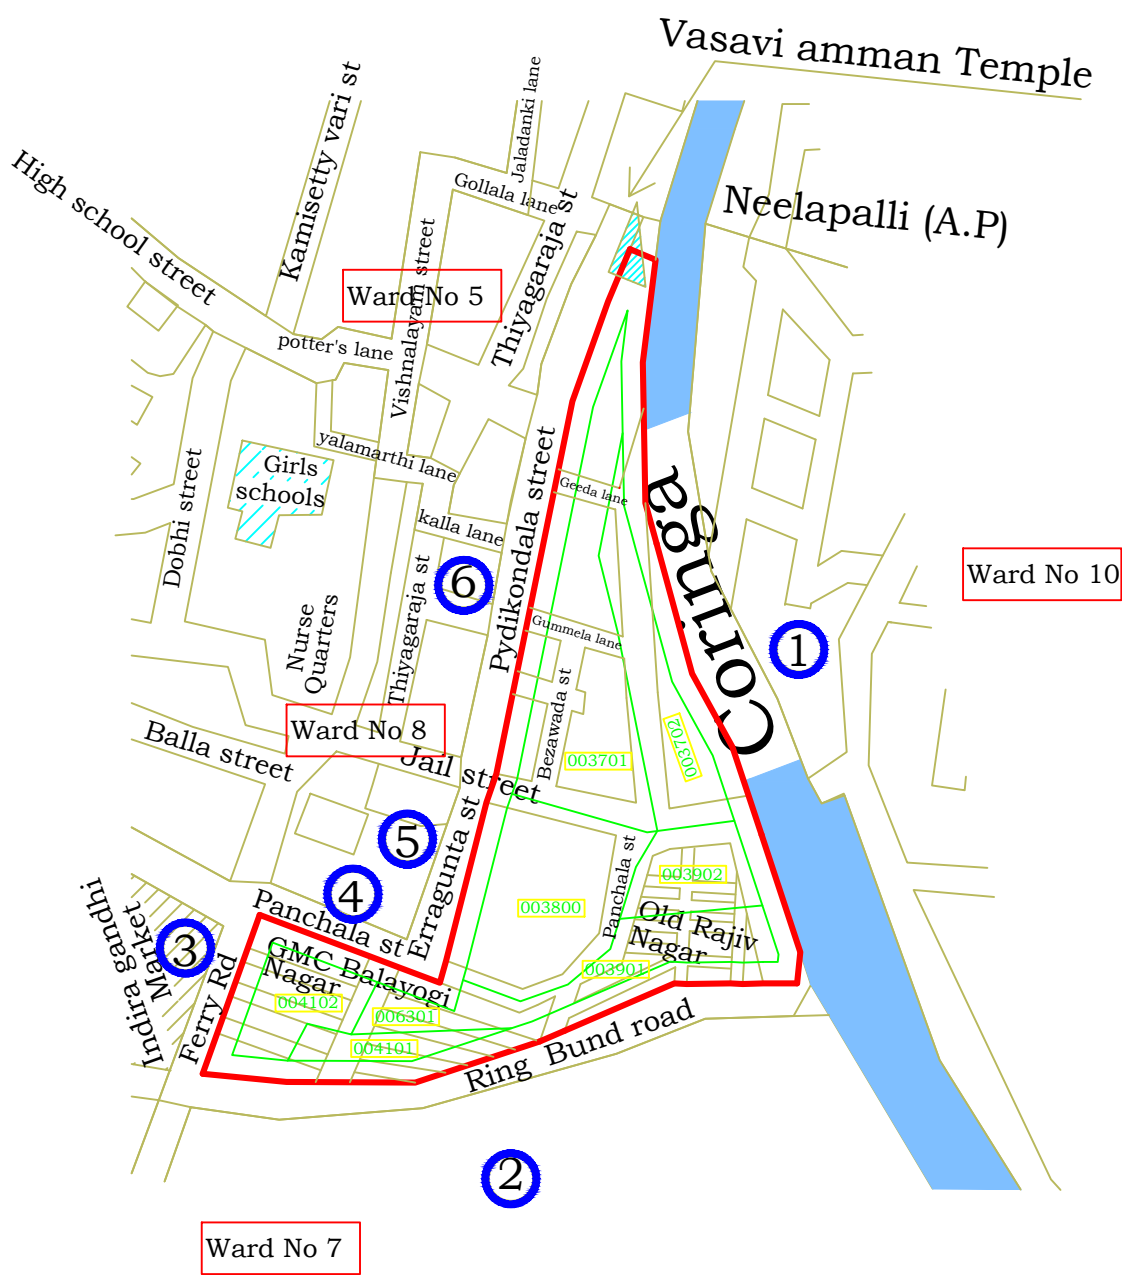 Vasavi amman Temple
Jaladanki lane
Kamisetty vari st
High school street
Gollala lane
Thiyagaraja st
Neelapalli (A.P)
Ward No 5
Vishnalayam street
potter's lane
yalamarthi lane
Girls
schools
Pydikondala street
Geeda lane
Coringa
kalla lane
Dobhi street
Ward No 10
6
Thiyagaraja st
Nurse
Quarters
Gummela lane
1
Bezawada st
Ward No 8
Balla street
Jail street
003701
003702
5
Erragunta st
Panchala st
003902
4
Panchala st
003800
Old Rajiv
Nagar
3
Indira gandhi
Market
Ferry Rd
GMC Balayogi
Nagar
003901
004102
006301
004101
Ring Bund road
2
Ward No 7